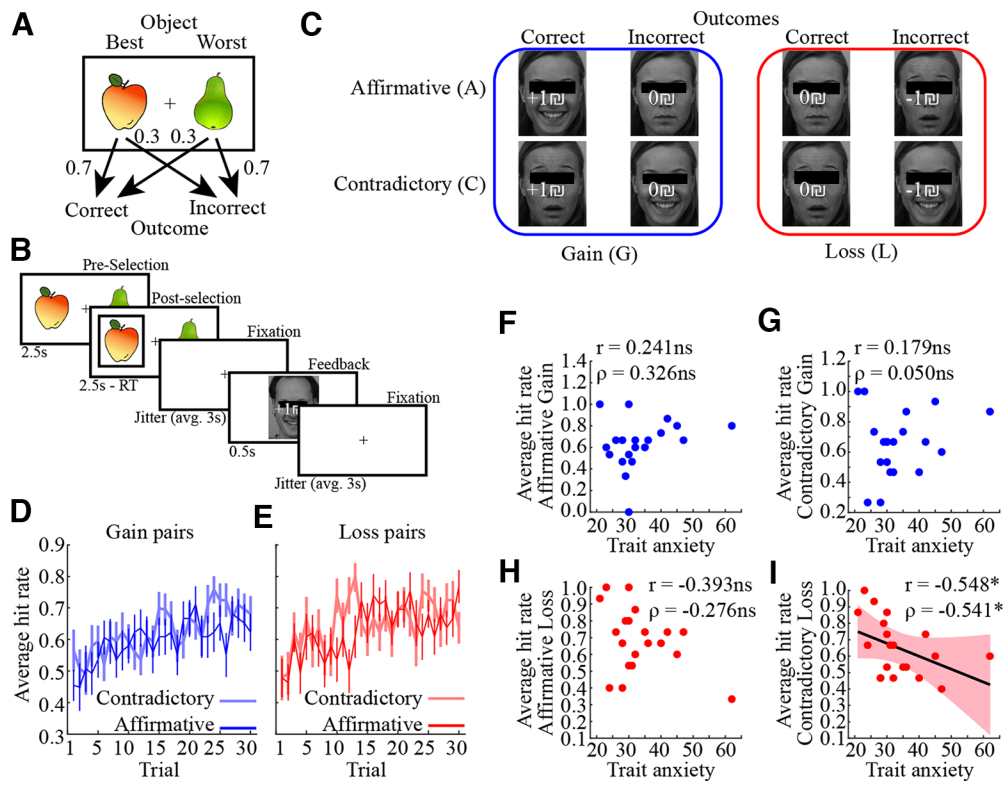 A
Object
Best Worst
+
0.3 0.3
0.7 0.7
Correct Incorrect
Outcome
B
Pre-Selection
+
2.5s
Post-selection
+
2.5s - RT
Fixation
+
Jitter (avg. 3s)
Feedback
+1₪
0.5s
Fixation
+
Jitter (avg. 3s)
C
Outcomes
Correct Incorrect Correct Incorrect
Affirmative (A) +1₪ 0₪ 0₪ -1₪
Contradictory (C) +1₪ 0₪ 0₪ -1₪
Gain (G) Loss (L)
D
Gain pairs
Average hit rate
0.9
0.8
0.7
0.6
0.5
0.4
0.3
Contradictory
Affirmative
1 5 10 15 20 25 30
Trial
E
Loss pairs
Contradictory
Affirmative
1 5 10 15 20 25 30
Trial
F
r = 0.241ns
ρ = 0.326ns
Average hit rate
Affirmative Gain
1.4
1.2
1.0
0.8
0.6
0.4
0.2
0.0
20 30 40 50 60
Trait anxiety
G
r = 0.179ns
ρ = 0.050ns
Average hit rate
Contradictory Gain
1.2
1.0
0.8
0.6
0.4
0.2
20 30 40 50 60
Trait anxiety
H
r = -0.393ns
ρ = -0.276ns
Average hit rate
Affirmative Loss
1.0
0.9
0.8
0.7
0.6
0.5
0.4
0.3
0.2
0.1
20 30 40 50 60
Trait anxiety
I
r = -0.548*
ρ = -0.541*
Average hit rate
Contradictory Loss
1.0
0.9
0.8
0.7
0.6
0.5
0.4
0.3
0.2
0.1
20 30 40 50 60
Trait anxiety